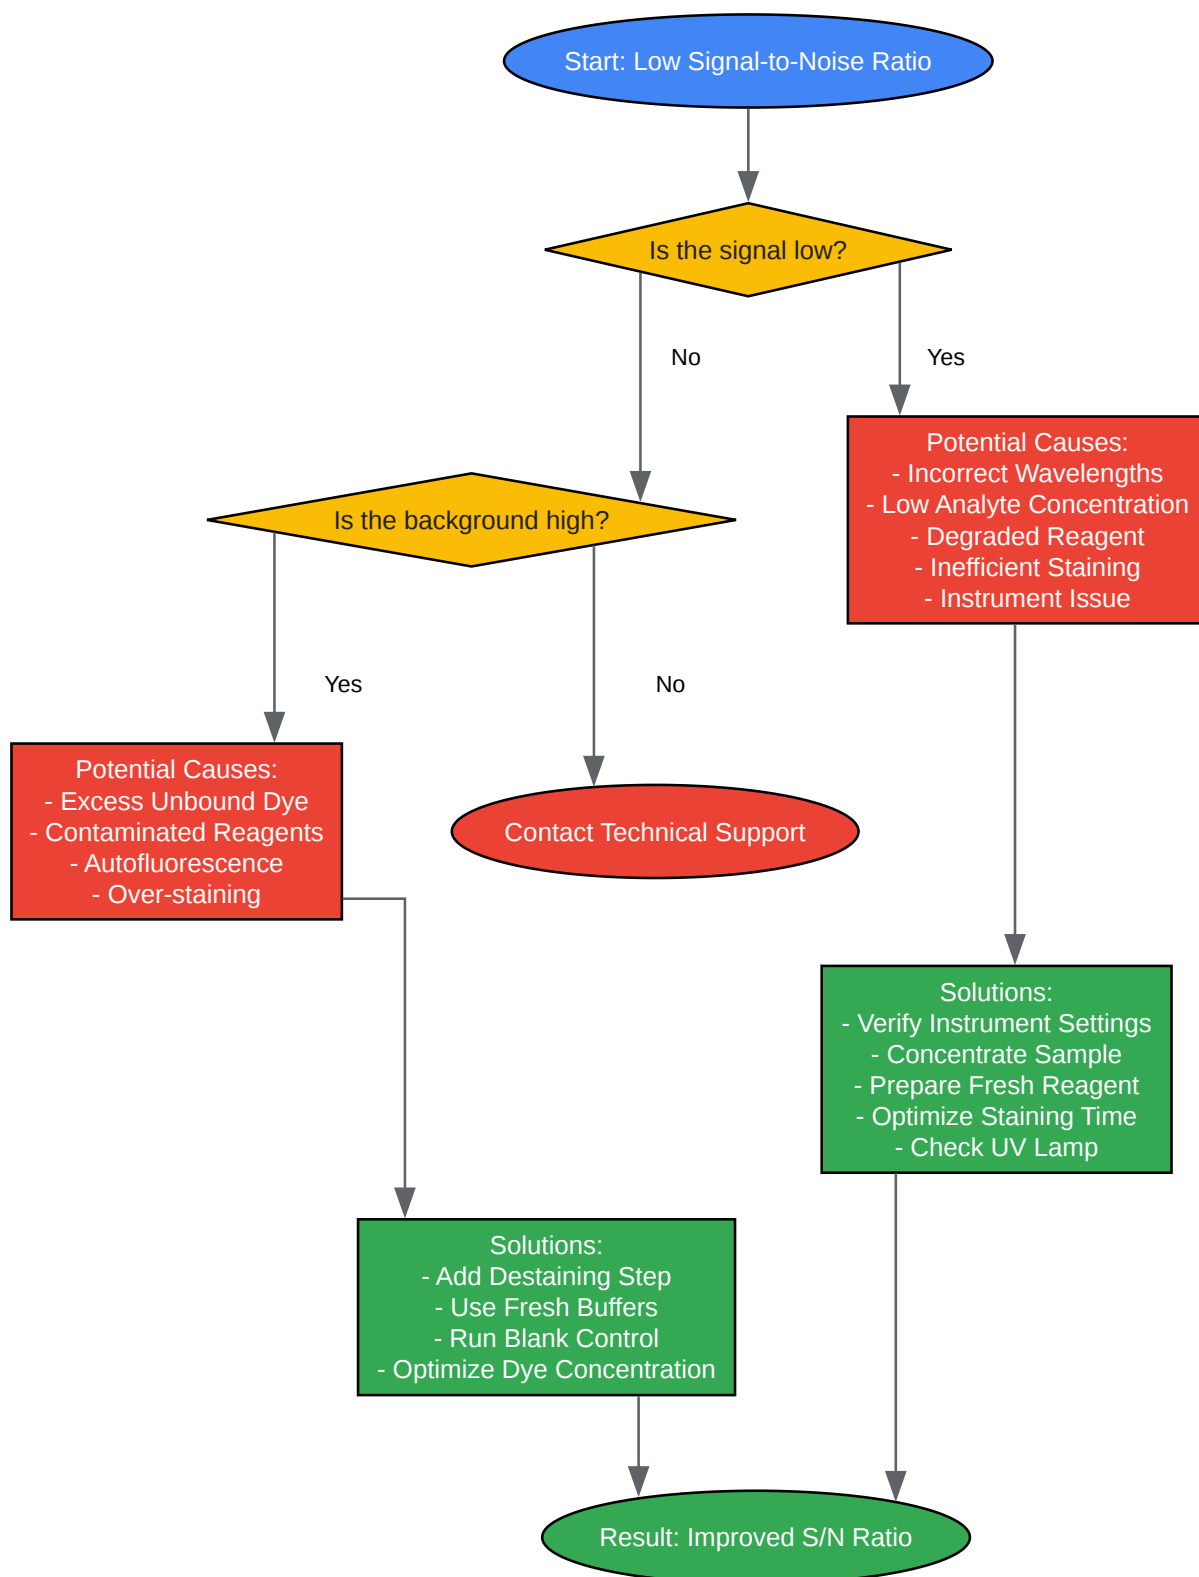 Start: Low Signal-to-Noise Ratio
Is the signal low?
No
Yes
Potential Causes:
- Incorrect Wavelengths
- Low Analyte Concentration
- Degraded Reagent
- Inefficient Staining
- Instrument Issue
Is the background high?
Yes
No
Potential Causes:
- Excess Unbound Dye
- Contaminated Reagents
- Autofluorescence
- Over-staining
Contact Technical Support
Solutions:
- Verify Instrument Settings
- Concentrate Sample
- Prepare Fresh Reagent
- Optimize Staining Time
- Check UV Lamp
Solutions:
- Add Destaining Step
- Use Fresh Buffers
- Run Blank Control
- Optimize Dye Concentration
Result: Improved S/N Ratio